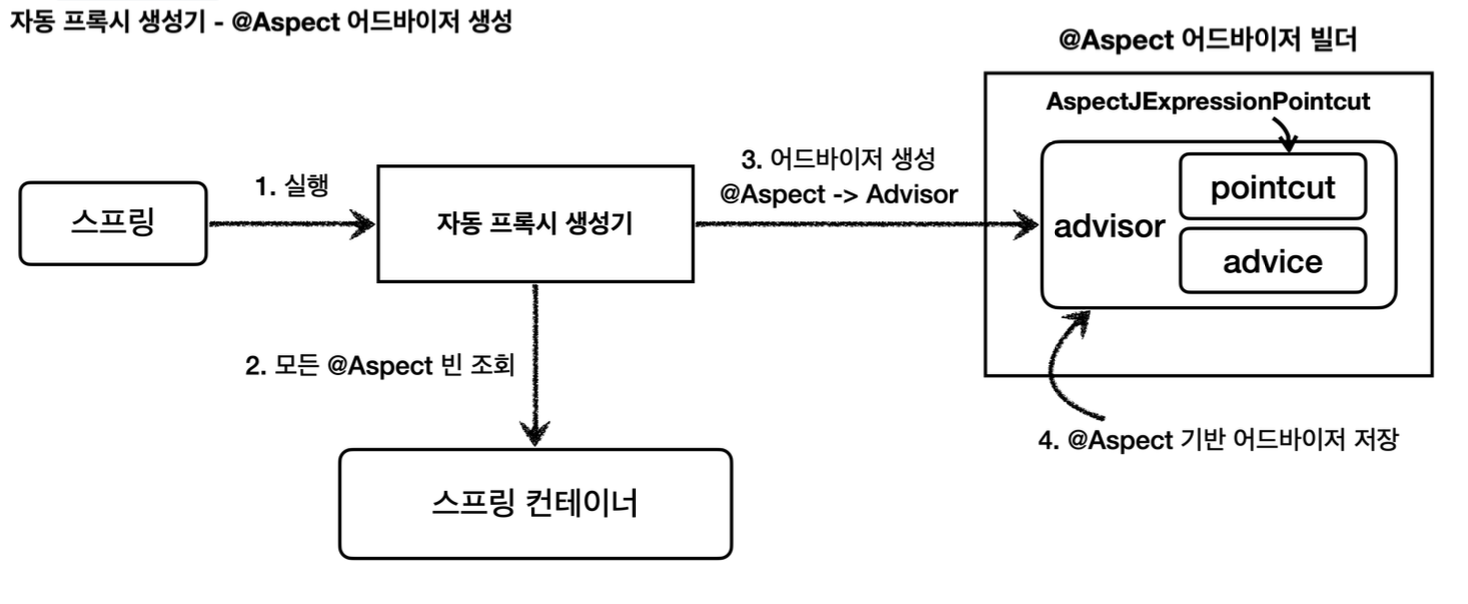 자동 프록시 생성기 - @Aspect 어드바이저 생성
@Aspect 어드바이저 빌더
AspectJExpressionPointcut
스프링
1. 실행
자동 프록시 생성기
3. 어드바이저 생성
@Aspect -> Advisor
advisor
pointcut
advice
2. 모든 @Aspect 빈 조회
4. @Aspect 기반 어드바이저 저장
스프링 컨테이너